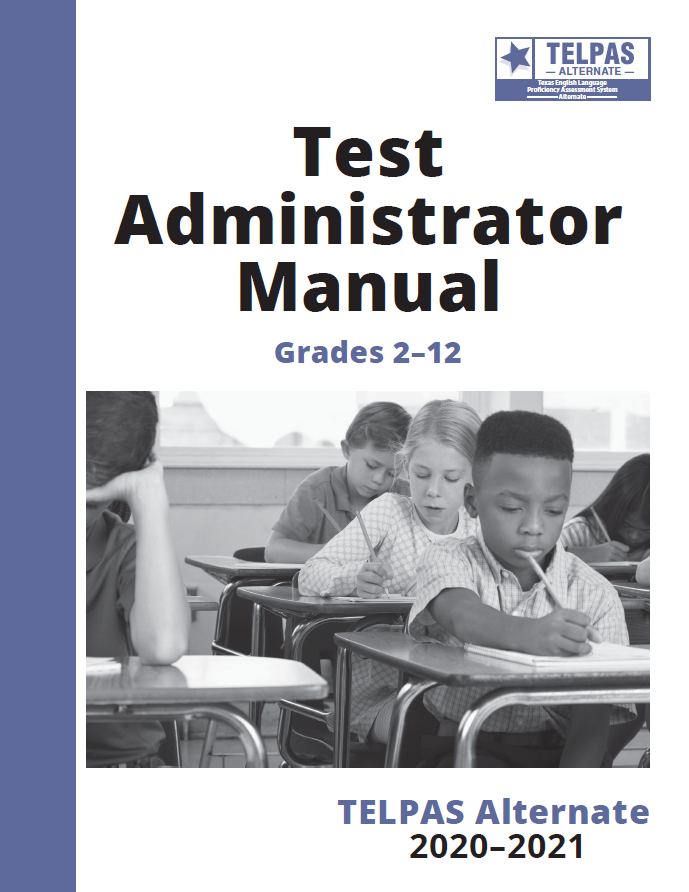 TELPAS
— ALTERNATE —
Texas English Language
Proficiency Assessment System
Alternate
Test
Administrator
Manual
Grades 2–12
TELPAS Alternate
2020–2021